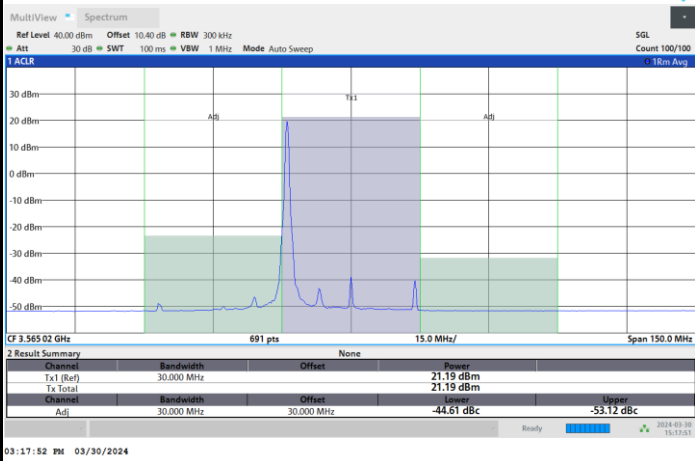 MultiView Spectrum
Ref Level 40.00 dBm Offset 10.40 dB RBW 300 kHz SGL
Att 30 dB SWT 100 ms VBW 1 MHz Mode Auto Sweep Count 100/100
1 ACLR 1Rm Avg
30 dBm
Tx1
20 dBm Adj Adj
10 dBm
0 dBm
-10 dBm
-20 dBm
-30 dBm
-40 dBm
-50 dBm
CF 3.565 02 GHz 691 pts 15.0 MHz/ Span 150.0 MHz
2 Result Summary None
Channel Bandwidth Offset Power
Tx1 (Ref) 30.000 MHz 21.19 dBm
Tx Total 21.19 dBm
Channel Bandwidth Offset Lower Upper
Adj 30.000 MHz 30.000 MHz -44.61 dBc -53.12 dBc
Ready 2024-03-30
15:17:51
03:17:52 PM 03/30/2024